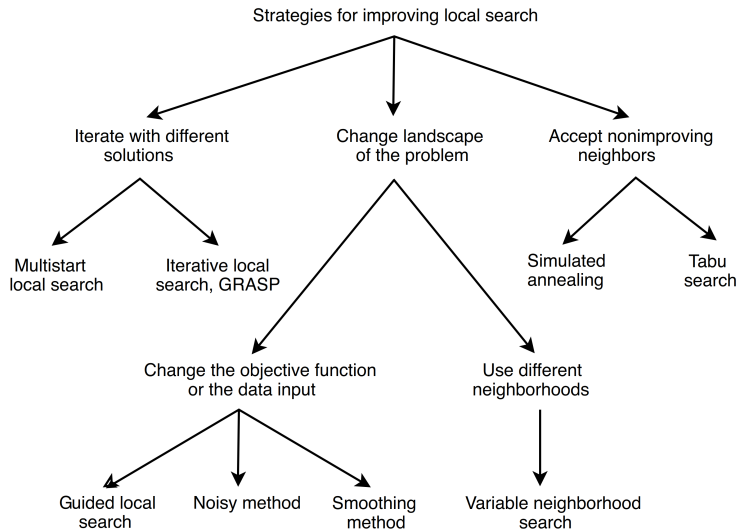 Strategies for improving local search
Iterate with different
solutions
Change landscape
of the problem
Accept nonimproving
neighbors
Multistart
local search
Iterative local
search, GRASP
Simulated
annealing
Tabu
search
Change the objective function
or the data input
Use different
neighborhoods
Guided local
search
Noisy method
Smoothing
method
Variable neighborhood
search